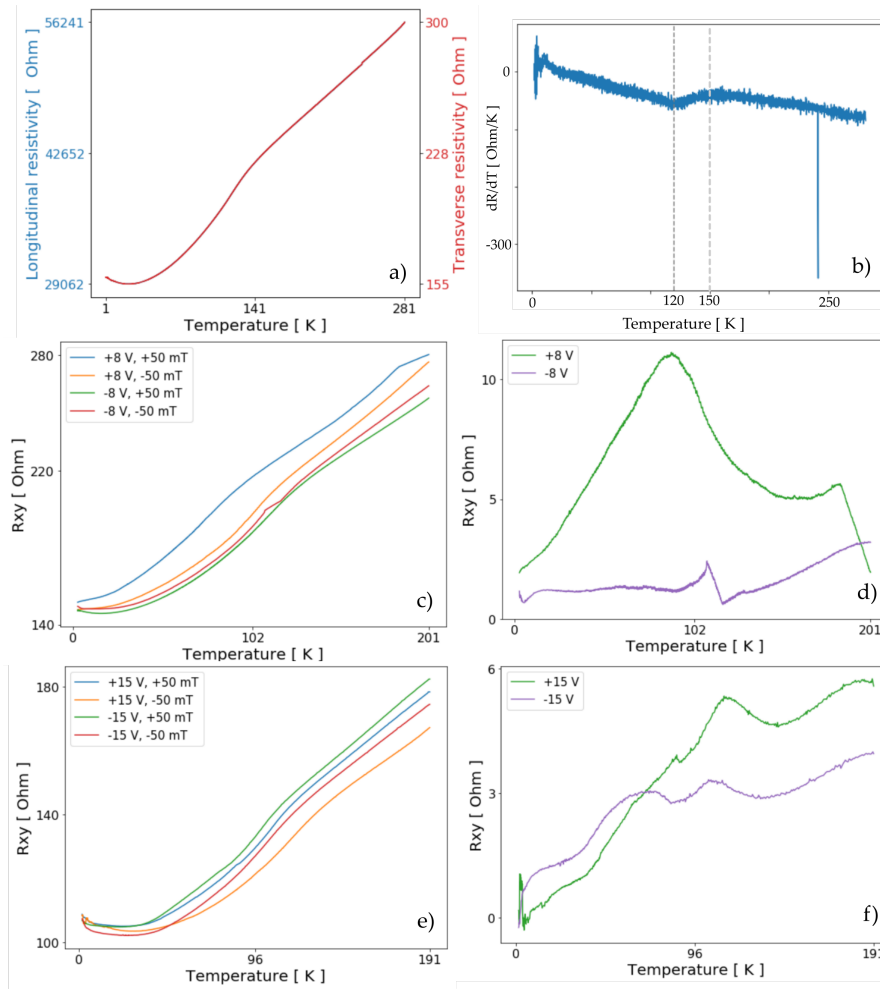 56241
42652
29062
Longitudinal resistivity [ Ohm ]
300
228
155
Transverse resistivity [ Ohm ]
1
141
281
Temperature [ K ]
a)
0
-300
dR/dT [ Ohm/K ]
0
120
150
250
Temperature [ K ]
b)
+8 V, +50 mT
+8 V, -50 mT
-8 V, +50 mT
-8 V, -50 mT
280
220
140
Rxy [ Ohm ]
0
102
201
Temperature [ K ]
c)
+8 V
-8 V
10
5
0
Rxy [ Ohm ]
0
102
201
Temperature [ K ]
d)
+15 V, +50 mT
+15 V, -50 mT
-15 V, +50 mT
-15 V, -50 mT
180
140
100
Rxy [ Ohm ]
0
96
191
Temperature [ K ]
e)
+15 V
-15 V
6
3
0
Rxy [ Ohm ]
0
96
191
Temperature [ K ]
f)